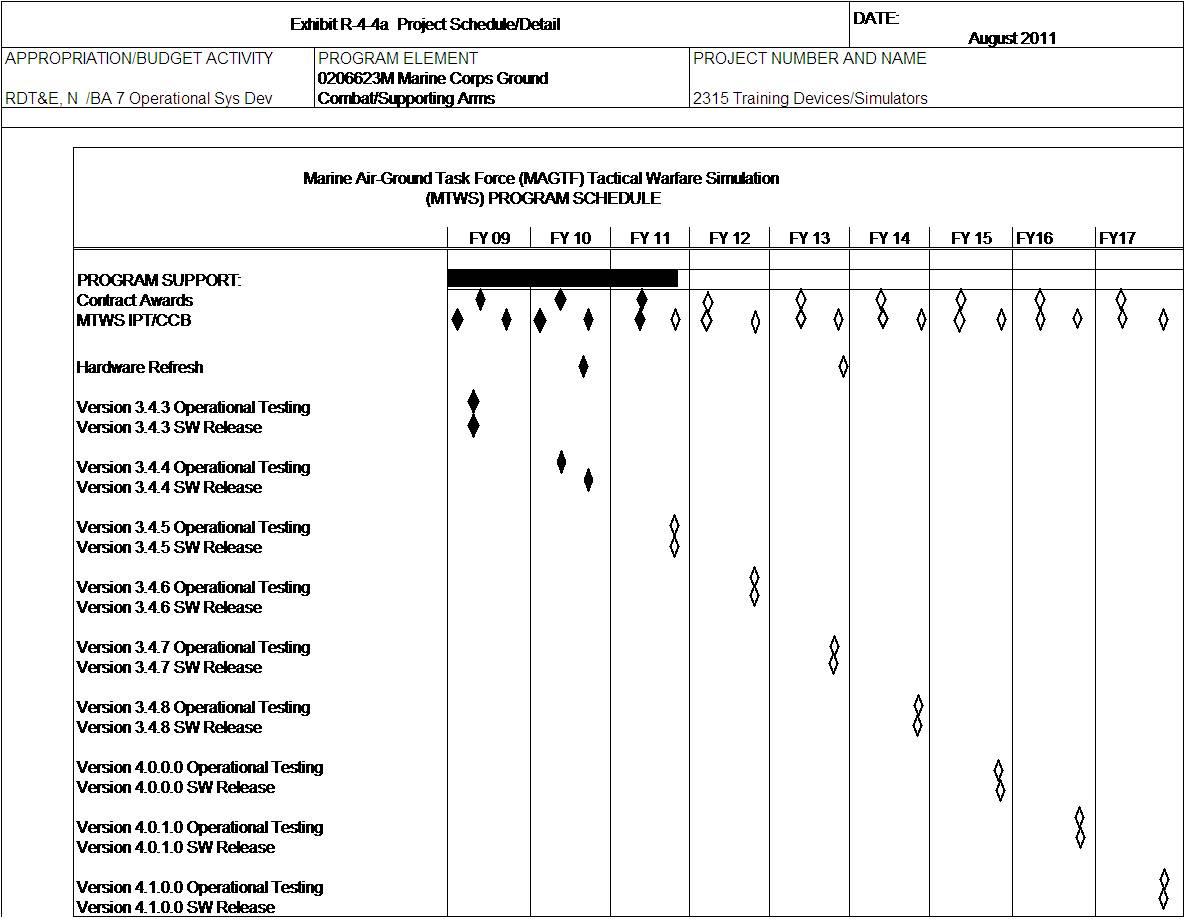 Exhibit R-4-4a Project Schedule/Detail
DATE:
August 2011
APPROPRIATION/BUDGET ACTIVITY
RDT&E, N /BA 7 Operational Sys Dev
PROGRAM ELEMENT
0206623M Marine Corps Ground
Combat/Supporting Arms
PROJECT NUMBER AND NAME
2315 Training Devices/Simulators
Marine Air-Ground Task Force (MAGTF) Tactical Warfare Simulation
(MTWS) PROGRAM SCHEDULE
FY 09 FY 10 FY 11 FY 12 FY 13 FY 14 FY 15 FY16 FY17
PROGRAM SUPPORT:
Contract Awards
MTWS IPT/CCB
Hardware Refresh
Version 3.4.3 Operational Testing
Version 3.4.3 SW Release
Version 3.4.4 Operational Testing
Version 3.4.4 SW Release
Version 3.4.5 Operational Testing
Version 3.4.5 SW Release
Version 3.4.6 Operational Testing
Version 3.4.6 SW Release
Version 3.4.7 Operational Testing
Version 3.4.7 SW Release
Version 3.4.8 Operational Testing
Version 3.4.8 SW Release
Version 4.0.0.0 Operational Testing
Version 4.0.0.0 SW Release
Version 4.0.1.0 Operational Testing
Version 4.0.1.0 SW Release
Version 4.1.0.0 Operational Testing
Version 4.1.0.0 SW Release